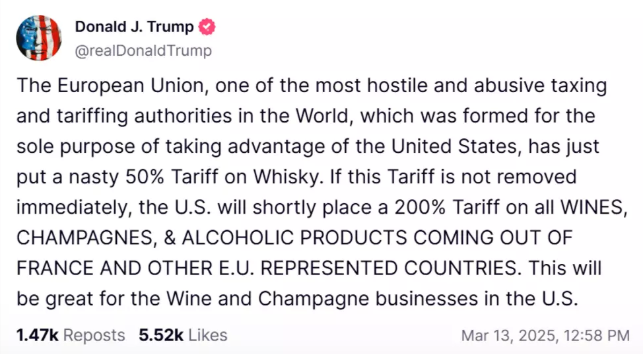 Donald J. Trump
@realDonaldTrump
The European Union, one of the most hostile and abusive taxing
and tariffing authorities in the World, which was formed for the
sole purpose of taking advantage of the United States, has just
put a nasty 50% Tariff on Whisky. If this Tariff is not removed
immediately, the U.S. will shortly place a 200% Tariff on all WINES,
CHAMPAGNES, & ALCOHOLIC PRODUCTS COMING OUT OF
FRANCE AND OTHER E.U. REPRESENTED COUNTRIES. This will
be great for the Wine and Champagne businesses in the U.S.
1.47k Reposts 5.52k Likes Mar 13, 2025, 12:58 PM